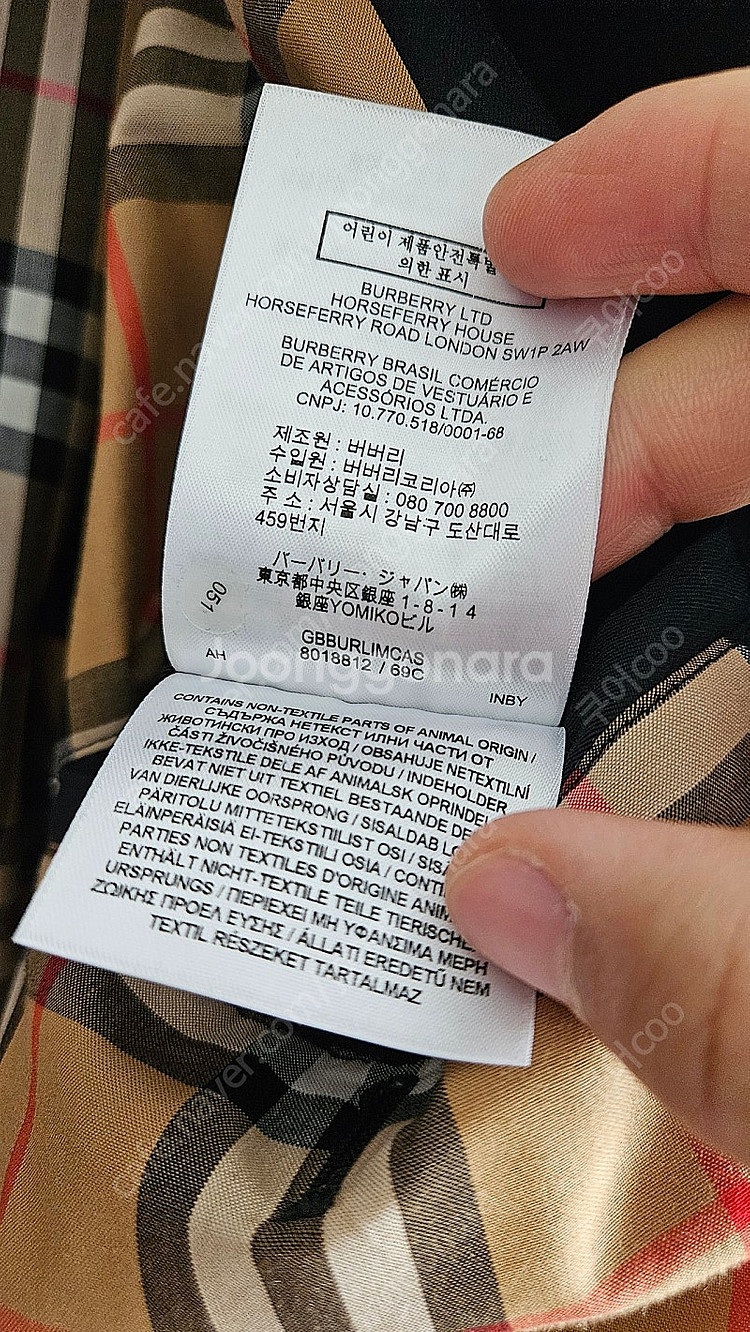 어린이 제품안전특별
의한 표시
BURBERRY LTD
HORSEFERRY HOUSE
HORSEFERRY ROAD LONDON SW1P 2AW
BURBERRY BRASIL COMÉRCIO
DE ARTIGOS DE VESTUÁRIO E
ACESSÓRIOS LTDA.
CNPJ: 10.770.518/0001-68
제조원 : 버버리
수입원 : 버버리코리아㈜
소비자상담실 : 080 700 8800
주 소 : 서울시 강남구 도산대로
459번지
バーバリー・ジャパン㈱
東京都中央区銀座 1-8-14
銀座YOMIKOビル
051
GBBURLIMCAS
AH 8018812 / 69C INBY
CONTAINS NON-TEXTILE PARTS OF ANIMAL ORIGIN /
СЪДЪРЖА НЕТЕКСТИЛНИ ЧАСТИ ОТ
ЖИВОТИНСКИ ПРОИЗХОД / OBSAHUJE NETEXTILNÍ
ČÁSTI ŽIVOČIŠNÉHO PŮVODU / INDEHOLDER
IKKE-TEKSTILE DELE AF ANIMALSK OPRINDEL
BEVAT NIET UIT TEXTIEL BESTAANDE DE
VAN DIERLIJKE OORSPRONG / SISALDAB LO
PÄRITOLU MITTETEKSTIILIST OSI / SIS
ELÄINPERÄISIÄ EI-TEKSTIILI OSIA / CONTI
PARTIES NON TEXTILES D'ORIGINE ANIM
ENTHÄLT NICHT-TEXTILE TEILE TIERISCHE
URSPRUNGS / ΠΕΡΙΕΧΕΙ ΜΗ ΥΦΑΝΣΙΜΑ ΜΕΡΗ
ΖΩΙΚΗΣ ΠΡΟΕΛΕΥΣΗΣ / ÁLLATI EREDETŰ NEM
TEXTIL RÉSZEKET TARTALMAZ
Joonggonara